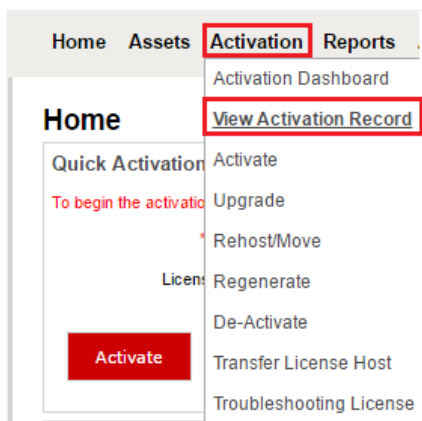 Home Assets Activation Reports
Activation Dashboard
Home
View Activation Record
Quick Activation
Activate
To begin the activatio
Upgrade
*
Rehost/Move
Licens
Regenerate
De-Activate
Activate
Transfer License Host
Troubleshooting License